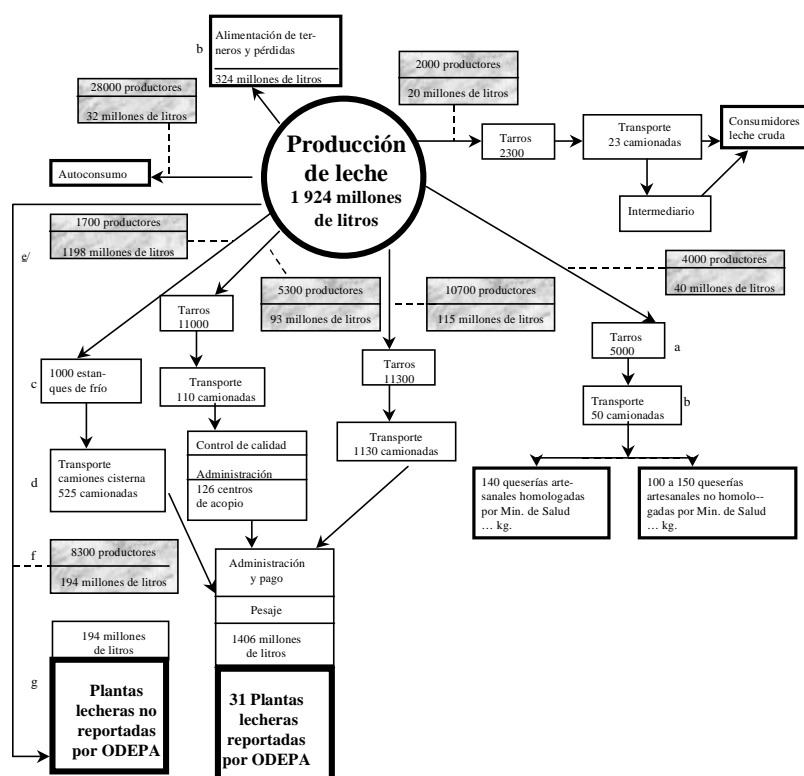 b
Alimentación de ter-
neros y pérdidas
324 millones de litros
28000 productores
32 millones de litros
2000 productores
20 millones de litros
Producción
de leche
1 924 millones
de litros
Tarros
2300
Transporte
23 camionadas
Consumidores
leche cruda
Intermediario
Autoconsumo
1700 productores
1198 millones de litros
g/
5300 productores
93 millones de litros
10700 productores
115 millones de litros
4000 productores
40 millones de litros
Tarros
11000
Tarros
11300
Tarros
5000
a
c
1000 estan-
ques de frío
Transporte
110 camionadas
Transporte
50 camionadas
b
Transporte
1130 camionadas
d
Transporte
camiones cisterna
525 camionadas
Control de calidad
Administración
126 centros
de acopio
140 queserías arte-
sanales homologadas
por Min. de Salud
… kg.
100 a 150 queserías
artesanales no homolo--
gadas por Min. de Salud
… kg.
f
8300 productores
194 millones de litros
Administración
y pago
Pesaje
1406 millones
de litros
194 millones
de litros
g
Plantas
lecheras no
reportadas
por ODEPA
31 Plantas
lecheras
reportadas
por ODEPA